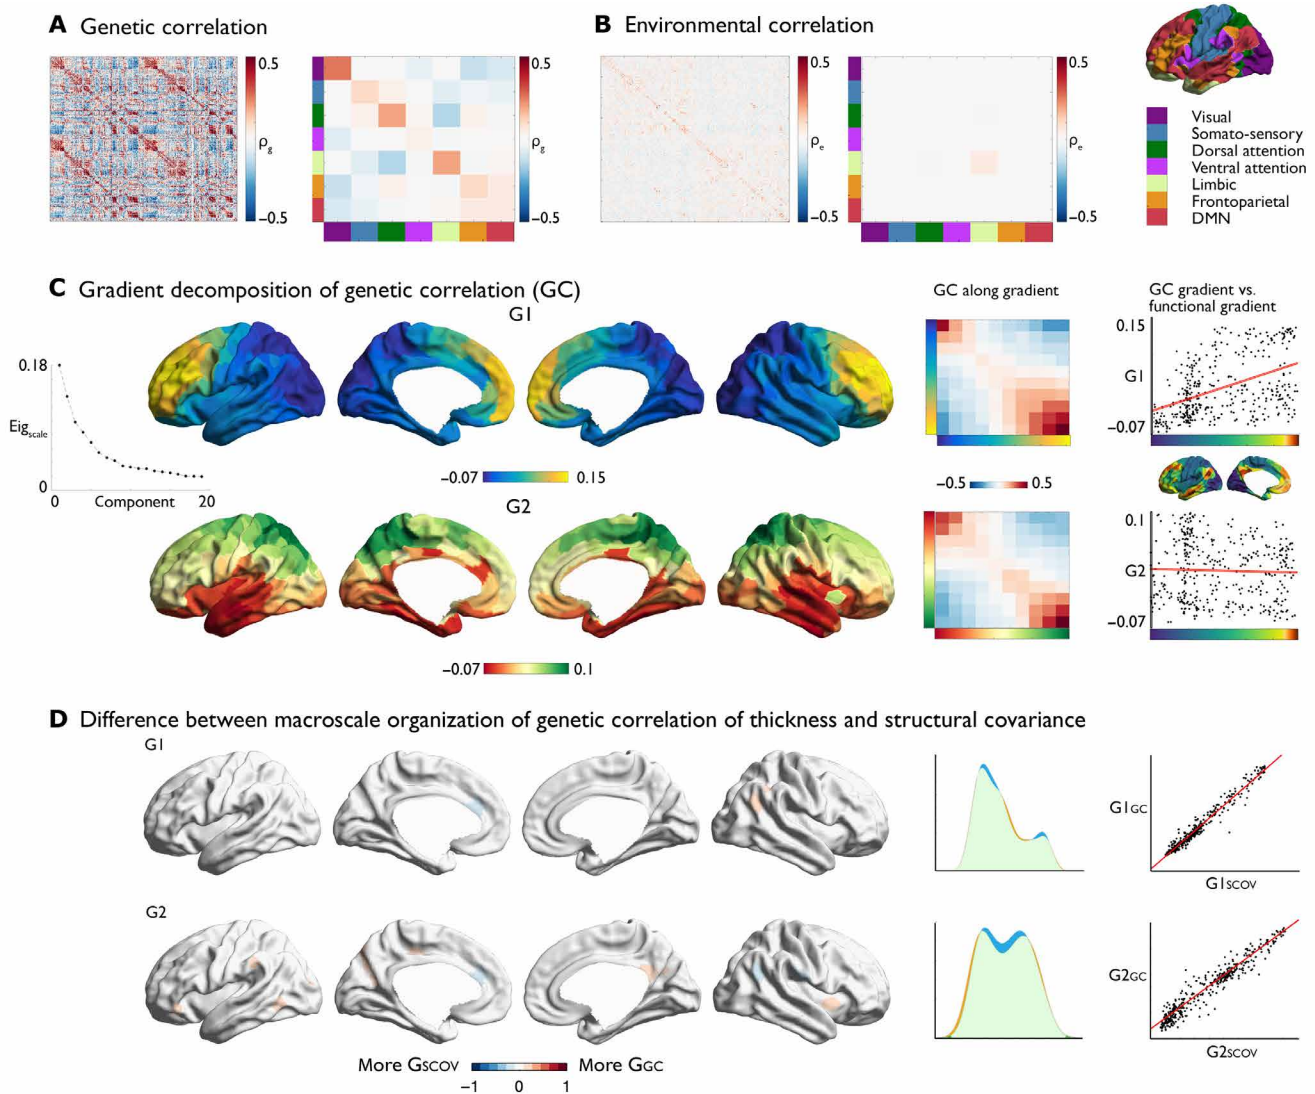 A Genetic correlation
0.5
ρg
−0.5
0.5
ρg
−0.5
B Environmental correlation
0.5
ρe
−0.5
0.5
ρe
−0.5
Visual
Somato-sensory
Dorsal attention
Ventral attention
Limbic
Frontoparietal
DMN
C Gradient decomposition of genetic correlation (GC)
0.18
Eigscale
0
0 Component 20
G1
−0.07 0.15
G2
−0.07 0.1
GC along gradient
−0.5 0.5
GC gradient vs.
functional gradient
0.15
G1
−0.07
0.1
G2
−0.07
D Difference between macroscale organization of genetic correlation of thickness and structural covariance
G1
G1GC
G1SCOV
G2
G2GC
G2SCOV
More GSCOV More GGC
−1 0 1